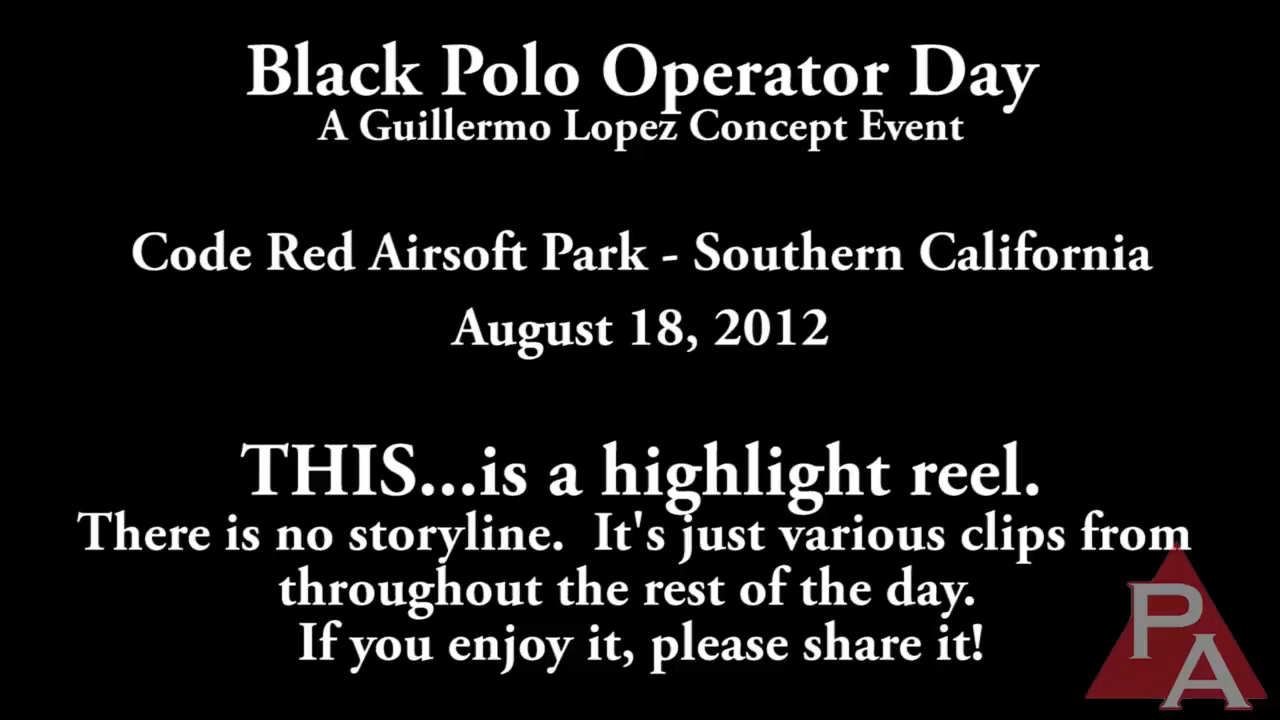 Black Polo Operator Day
A Guillermo Lopez Concept Event
Code Red Airsoft Park - Southern California
August 18, 2012
THIS...is a highlight reel.
There is no storyline.  It's just various clips from
throughout the rest of the day.
If you enjoy it, please share it!
PA